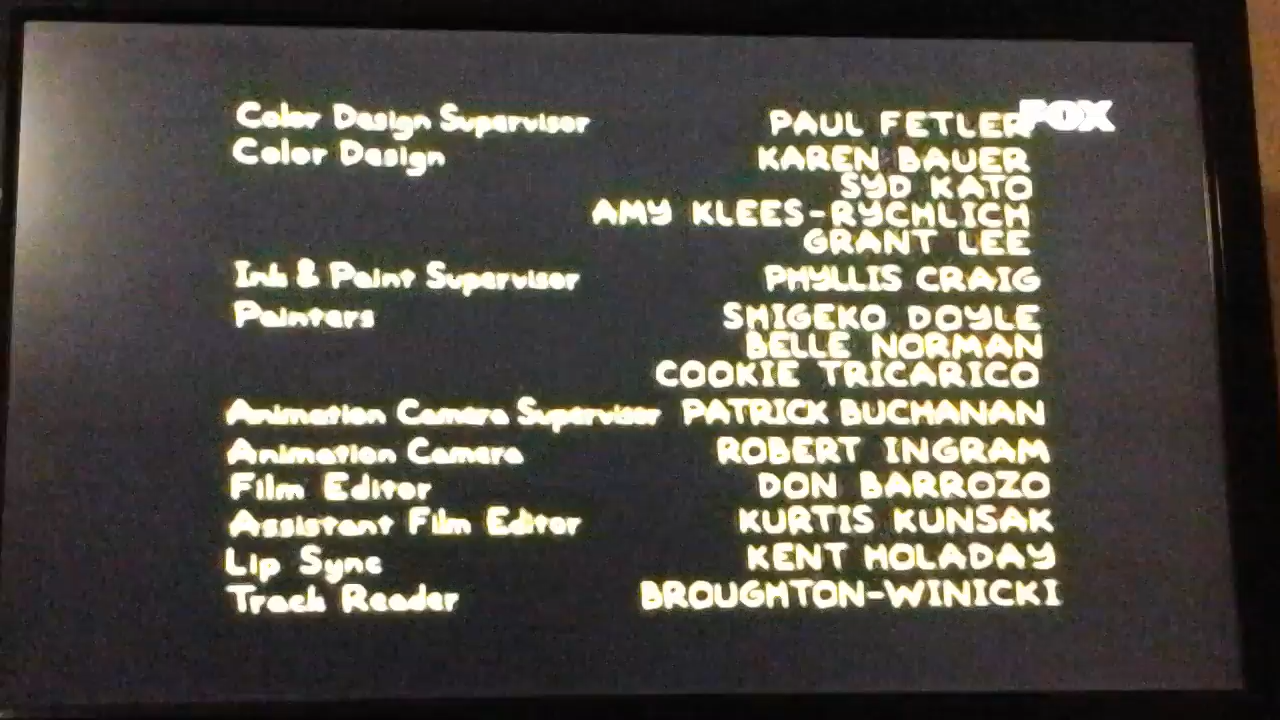 Color Design Supervisor PAUL FETLER FOX
Color Design KAREN BAUER
SYD KATO
AMY KLEES-RYCHLICH
GRANT LEE
Ink & Paint Supervisor PHYLLIS CRAIG
Painters SHIGEKO DOYLE
BELLE NORMAN
COOKIE TRICARICO
Animation Camera Supervisor PATRICK BUCHANAN
Animation Camera ROBERT INGRAM
Film Editor DON BARROZO
Assistant Film Editor KURTIS KUNSAK
Lip Sync KENT HOLADAY
Track Reader BROUGHTON-WINICKI